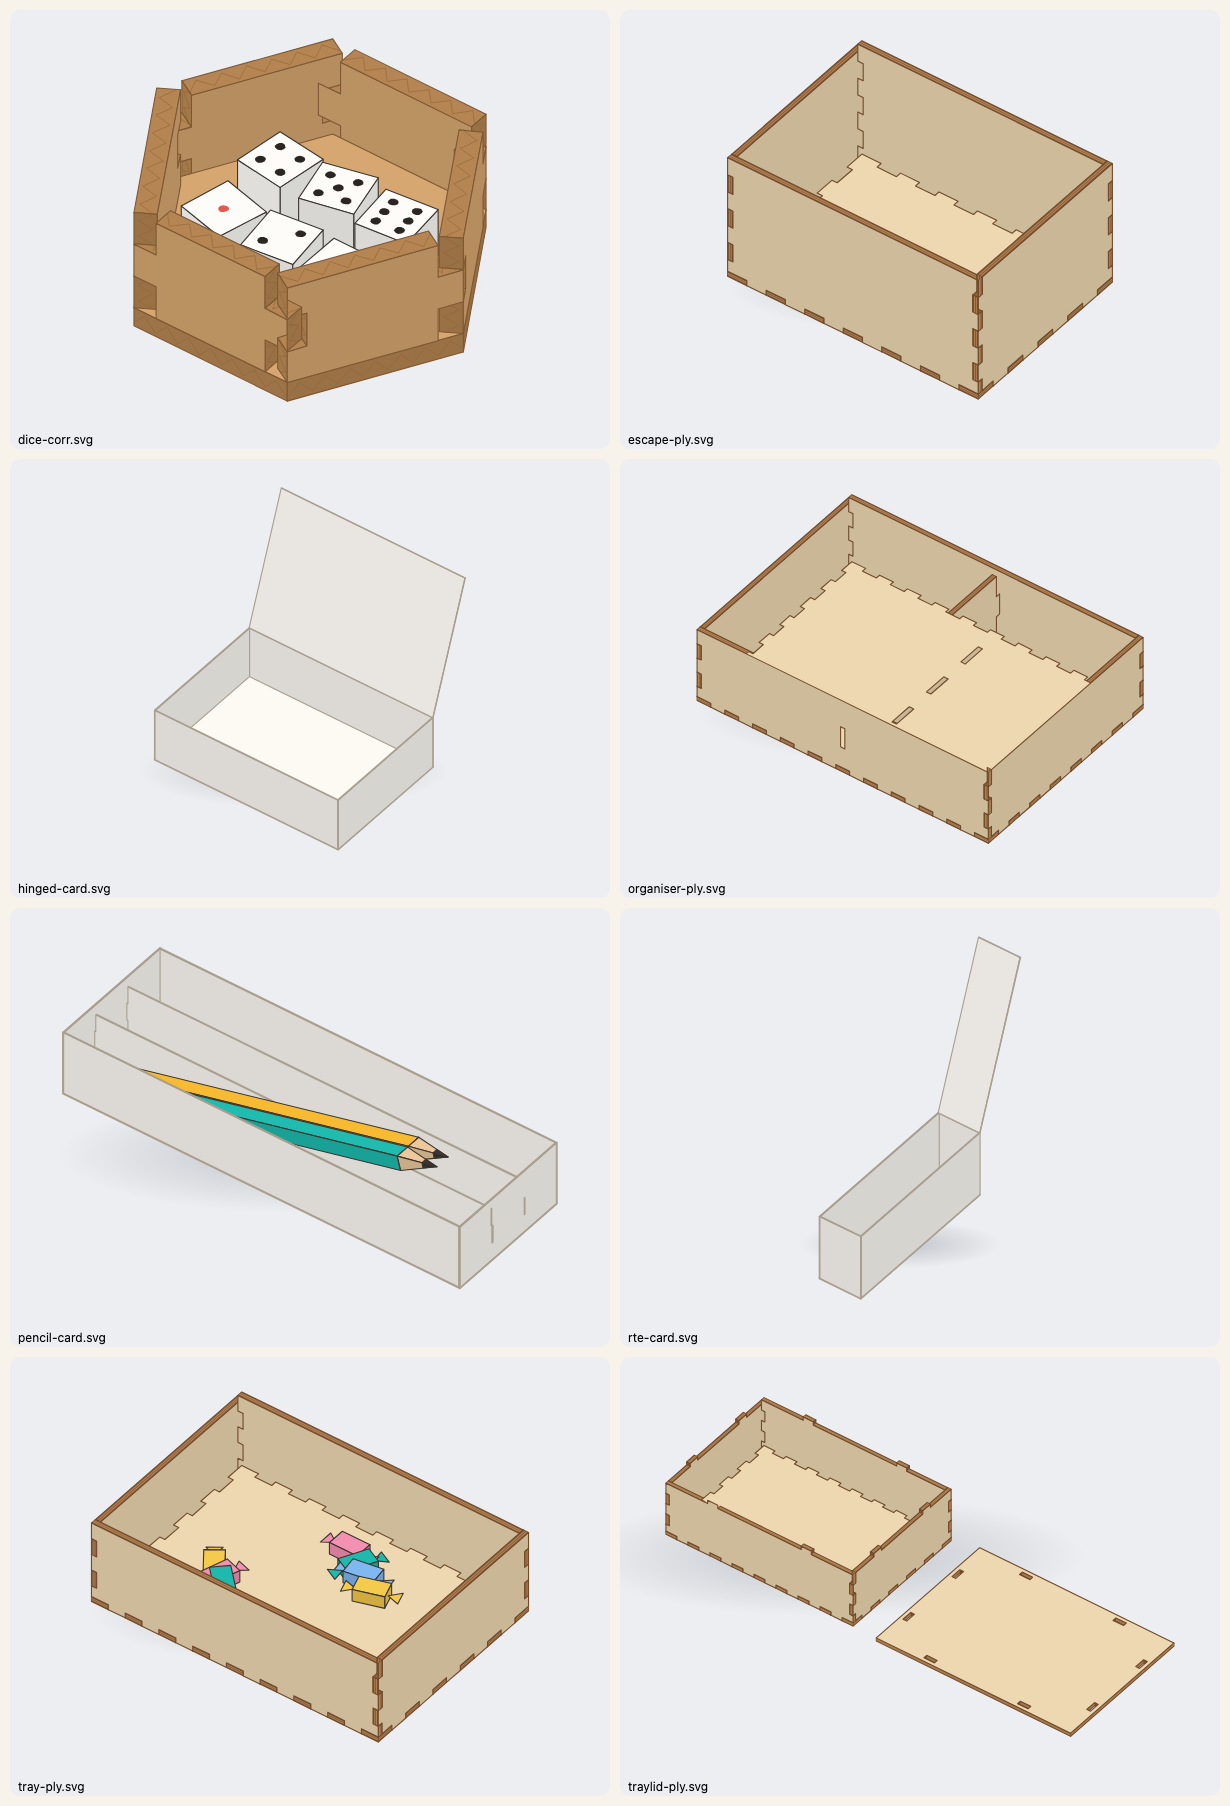 dice-corr.svg
escape-ply.svg
hinged-card.svg
organiser-ply.svg
pencil-card.svg
rte-card.svg
tray-ply.svg
traylid-ply.svg